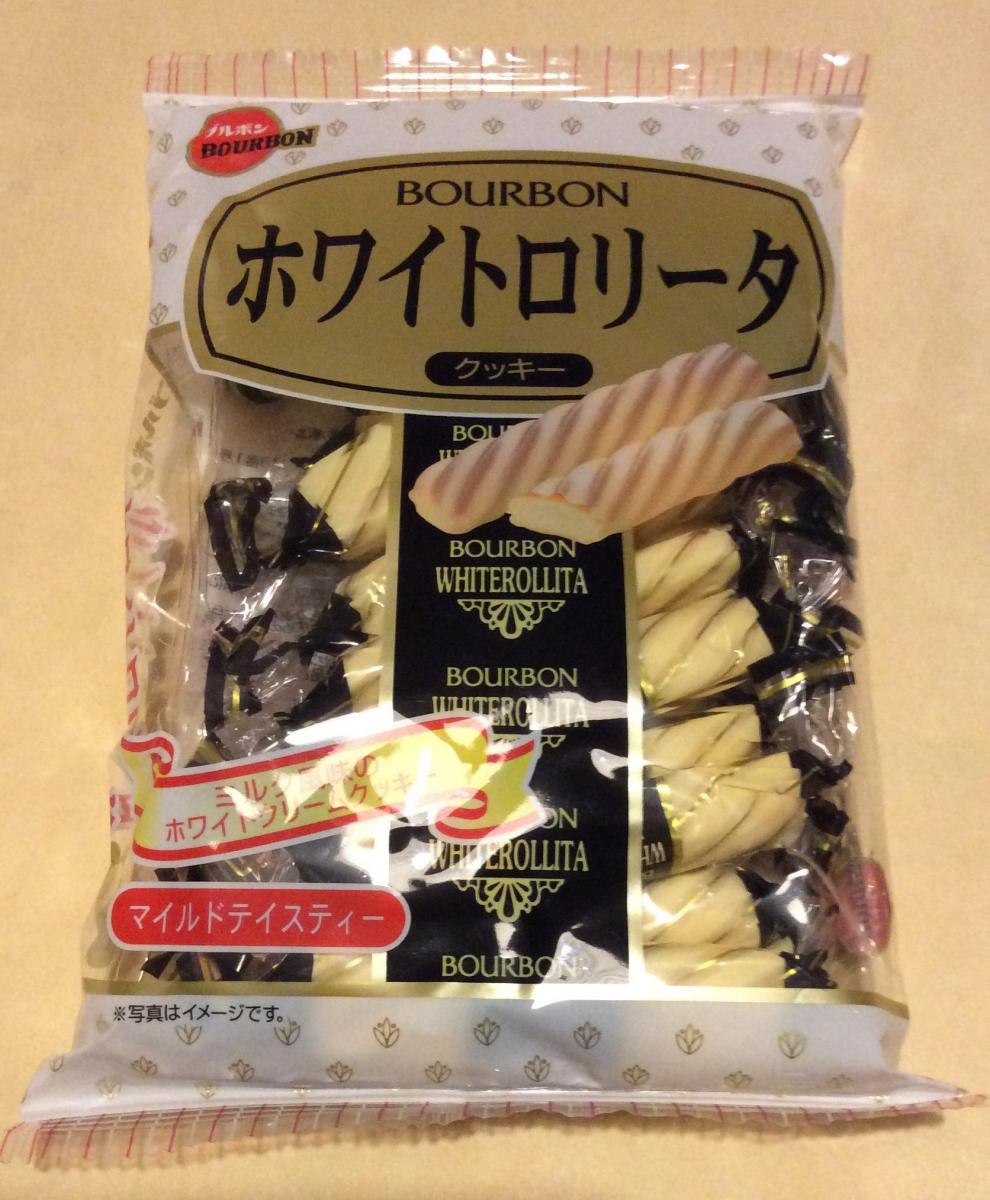 ブルボン
BOURBON
BOURBON
ホワイトロリータ
クッキー
BOU
BOURBON
WHITEROLLITA
BOURBON
WHITEROLLITA
ON
WHITEROLLITA
BOURBON
ミルク風味の
ホワイトクリームクッキー
マイルドテイスティー
※写真はイメージです。